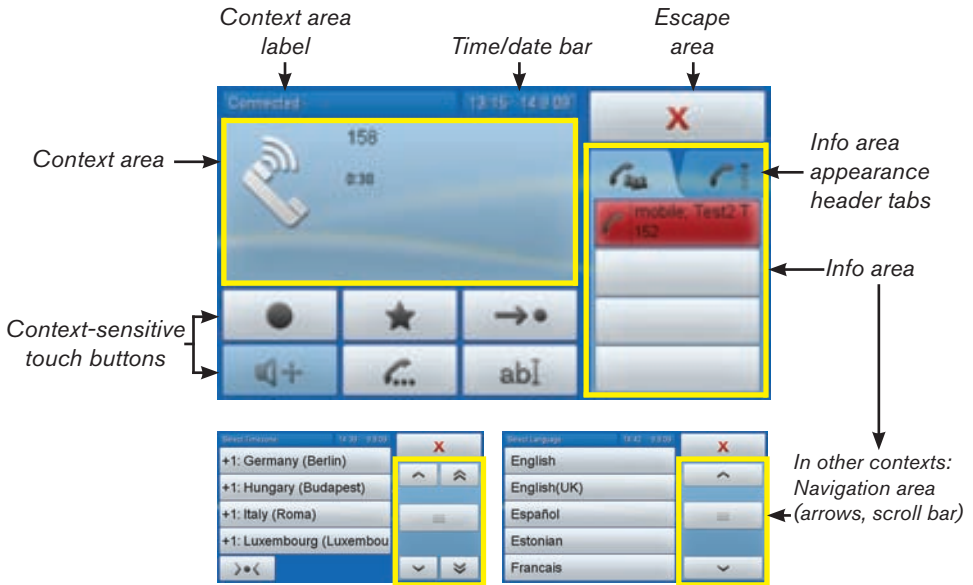 Context area
label
Time/date bar
Escape
area
Connected
13:15 14.9.09
X
Context area
158
0:38
Info area
appearance
header tabs
mobile, Test2 T
152
Info area
Context-sensitive
touch buttons
abI
Select Timezone
14:39 9.9.09
X
+1: Germany (Berlin)
+1: Hungary (Budapest)
+1: Italy (Roma)
+1: Luxembourg (Luxembou
Select Language
14:42 9.9.09
X
English
English(UK)
Español
Estonian
Francais
In other contexts:
Navigation area
(arrows, scroll bar)